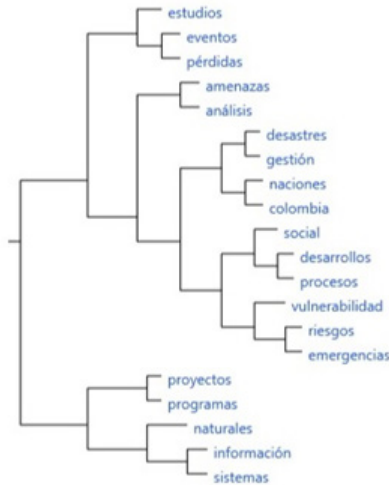 estudios
eventos
pérdidas
amenazas
análisis
desastres
gestión
naciones
colombia
social
desarrollos
procesos
vulnerabilidad
riesgos
emergencias
proyectos
programas
naturales
información
sistemas